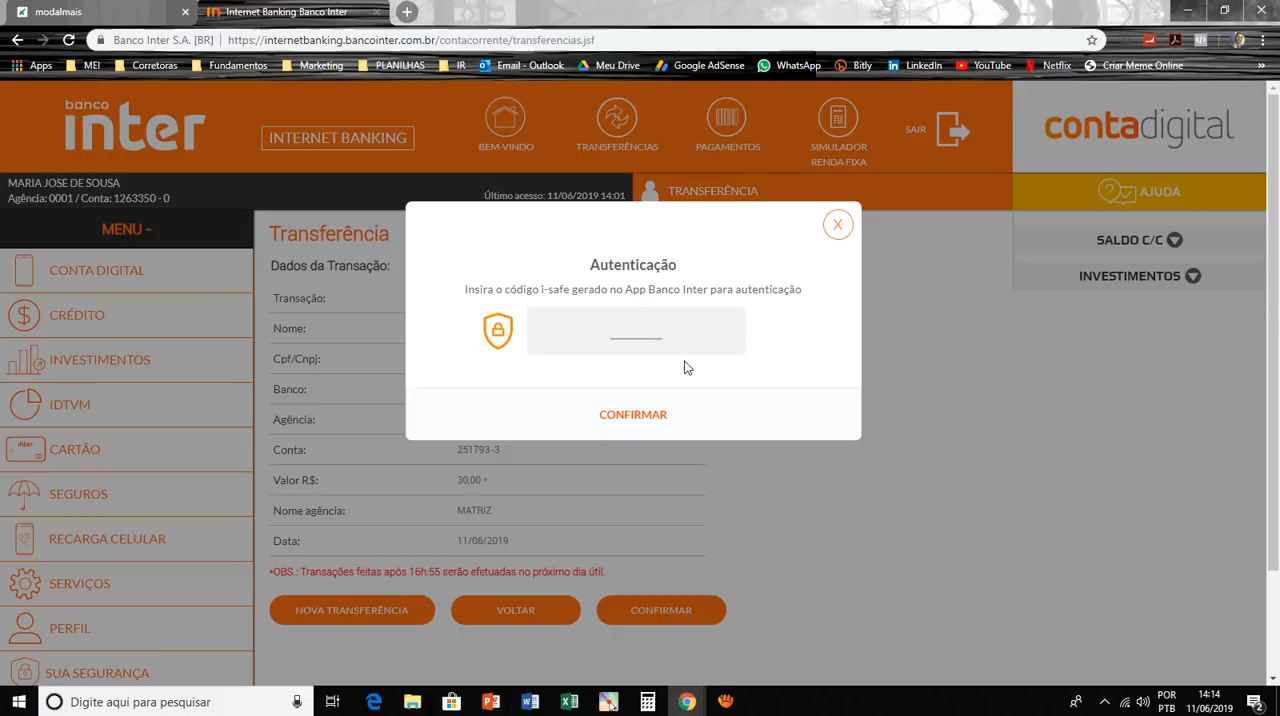 modalmais
Internet Banking Banco Inter
Banco Inter S.A. [BR] | https://internetbanking.bancointer.com.br/contacorrente/transferencias.jsf
Apps MEI Corretoras Fundamentos Marketing PLANILHAS IR Email - Outlook Meu Drive Google AdSense WhatsApp Bitly LinkedIn YouTube Netflix Criar Meme Online »
banco
inter
INTERNET BANKING
BEM-VINDO
TRANSFERÊNCIAS
PAGAMENTOS
SIMULADOR
RENDA FIXA
SAIR
contadigital
MARIA JOSE DE SOUSA
Agência: 0001 / Conta: 1263350 - 0
Último acesso: 11/06/2019 14:01
TRANSFERÊNCIA
AJUDA
MENU -
CONTA DIGITAL
CRÉDITO
INVESTIMENTOS
IDTVM
inter
CARTÃO
SEGUROS
RECARGA CELULAR
SERVIÇOS
PERFIL
SUA SEGURANÇA
SALDO C/C
INVESTIMENTOS
Transferência
Dados da Transação:
Transação:
Nome:
Cpf/Cnpj:
Banco:
Agência:
Conta: 251793-3
Valor R$: 30,00 *
Nome agência: MATRIZ
Data: 11/06/2019
*OBS.: Transações feitas após 16h:55 serão efetuadas no próximo dia útil.
NOVA TRANSFERÊNCIA
VOLTAR
CONFIRMAR
X
Autenticação
Insira o código i-safe gerado no App Banco Inter para autenticação
CONFIRMAR
Digite aqui para pesquisar
POR
PTB
14:14
11/06/2019
2